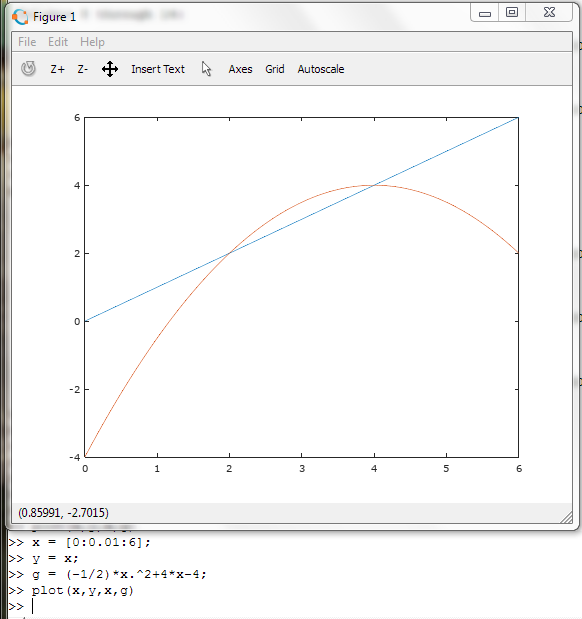 Figure 1
File Edit Help
Z+ Z- Insert Text Axes Grid Autoscale
6
4
2
0
-2
-4
0 1 2 3 4 5 6
(0.85991, -2.7015)
>> x = [0:0.01:6];
>> y = x;
>> g = (-1/2)*x.^2+4*x-4;
>> plot(x,y,x,g)
>>